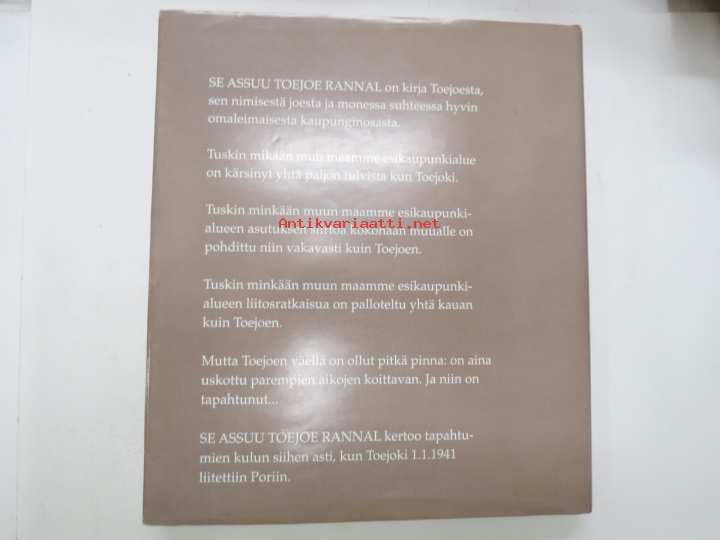 SE ASSUU TOEJOE RANNAL on kirja Toejoesta,
sen nimisestä joesta ja monessa suhteessa hyvin
omaleimaisesta kaupunginosasta.
Tuskin mikään muu maamme esikaupunkialue
on kärsinyt yhtä paljon tulvista kun Toejoki.
Tuskin minkään muun maamme esikaupunki-
alueen asutuksen siirtoa kokonaan muualle on
Antikvariaatti.net
pohdittu niin vakavasti kuin Toejoen.
Tuskin minkään muun maamme esikaupunki-
alueen liitosratkaisua on palloteltu yhtä kauan
kuin Toejoen.
Mutta Toejoen väellä on ollut pitkä pinna: on aina
uskottu parempien aikojen koittavan. Ja niin on
tapahtunut...
SE ASSUU TOEJOE RANNAL kertoo tapahtu-
mien kulun siihen asti, kun Toejoki 1.1.1941
liitettiin Poriin.